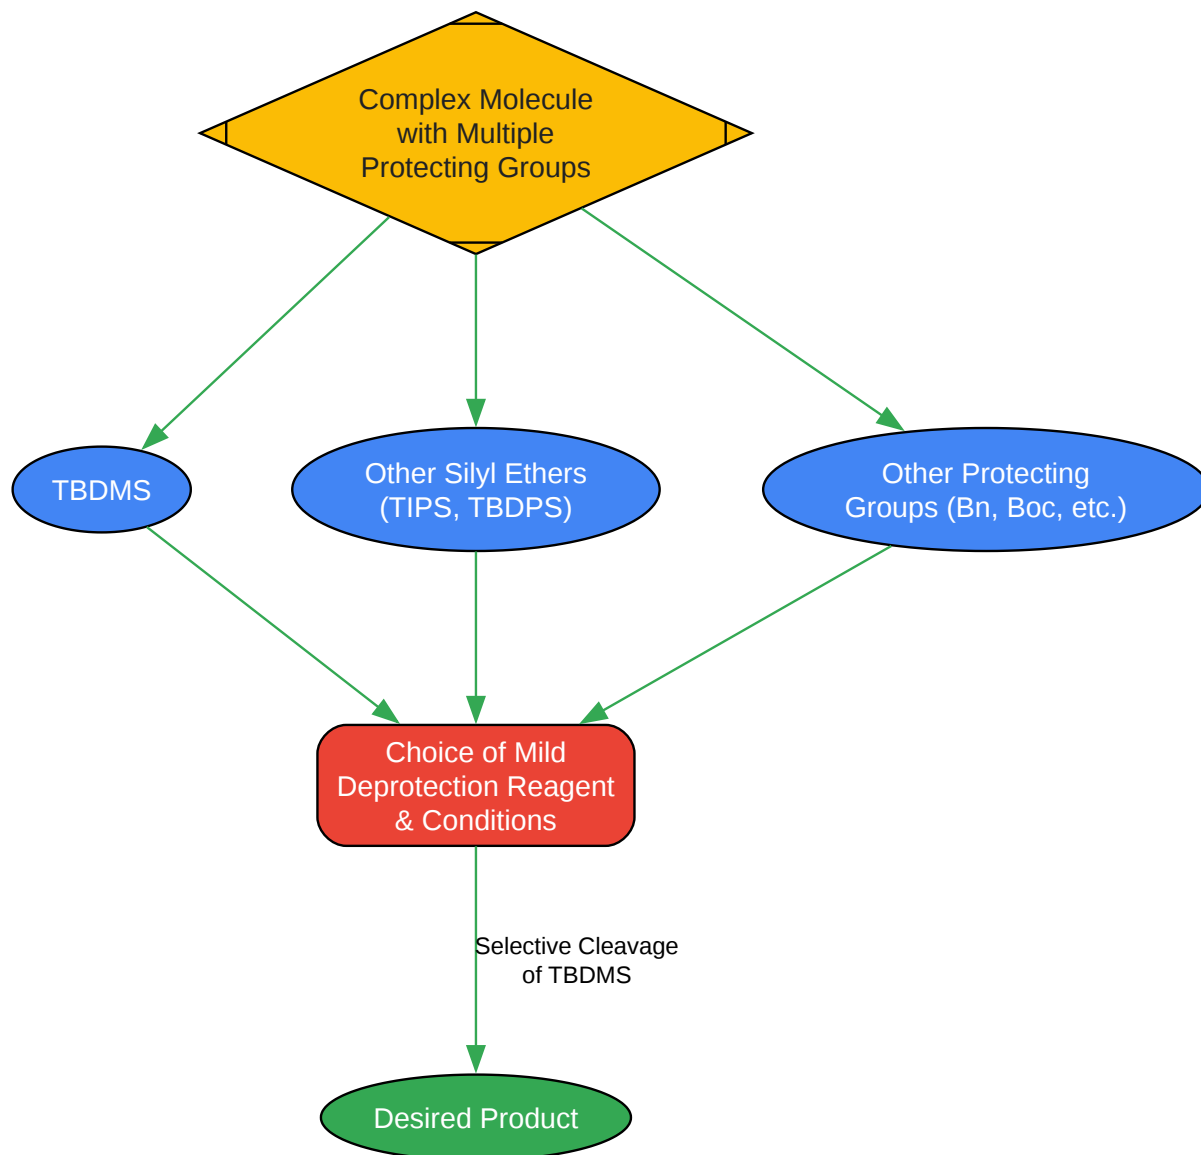 Complex Molecule
with Multiple
Protecting Groups
TBDMS
Other Silyl Ethers
(TIPS, TBDPS)
Other Protecting
Groups (Bn, Boc, etc.)
Choice of Mild
Deprotection Reagent
& Conditions
Selective Cleavage
of TBDMS
Desired Product